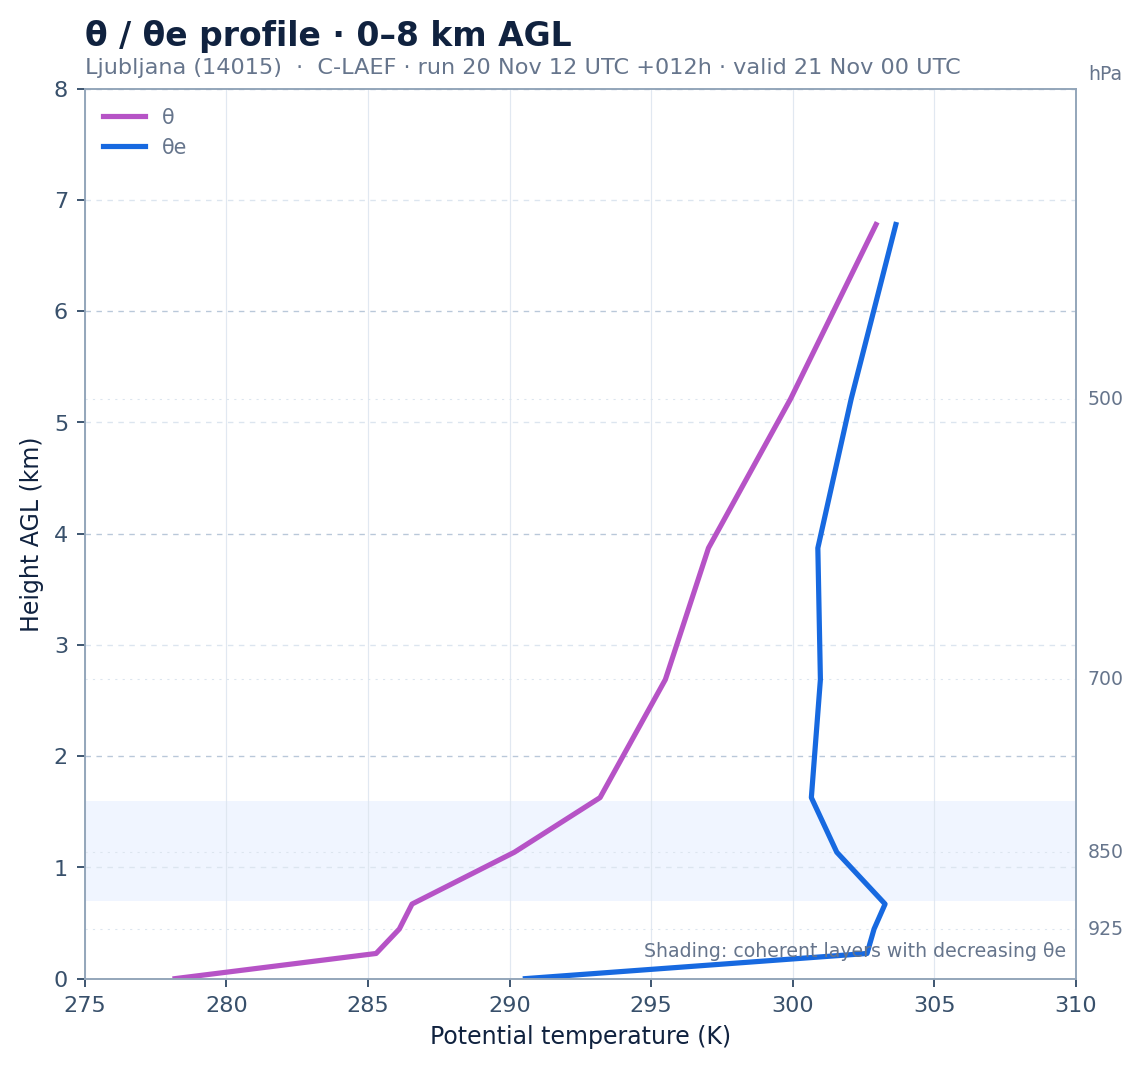 θ / θe profile · 0–8 km AGL
Ljubljana (14015) · C-LAEF · run 20 Nov 12 UTC +012h · valid 21 Nov 00 UTC
hPa
8
θ
θe
7
6
5
500
4
3
700
2
850
1
925
Shading: coherent layers with decreasing θe
0
275 280 285 290 295 300 305 310
Height AGL (km)
Potential temperature (K)